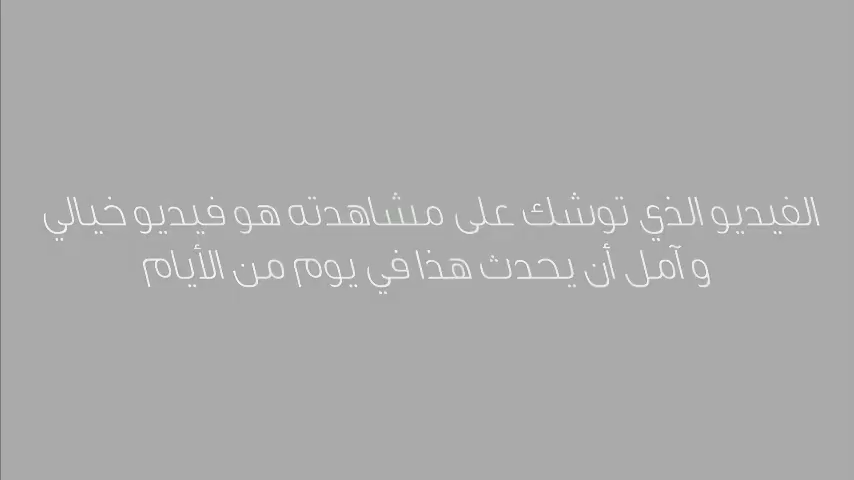 الفيديو الذي توشك على مشاهدته هو فيديو خيالي
و آمل أن يحدث هذا في يوم من الأيام